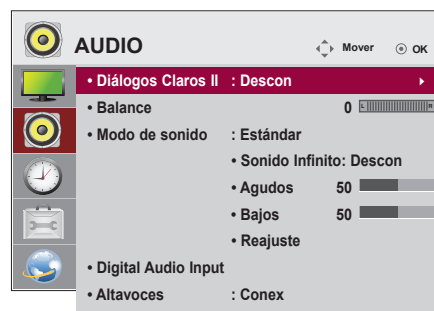 AUDIO Mover OK
• Diálogos Claros II : Descon
• Balance 0 L R
• Modo de sonido : Estándar
• Sonido Infinito: Descon
• Agudos 50
• Bajos 50
• Reajuste
• Digital Audio Input
• Altavoces : Conex